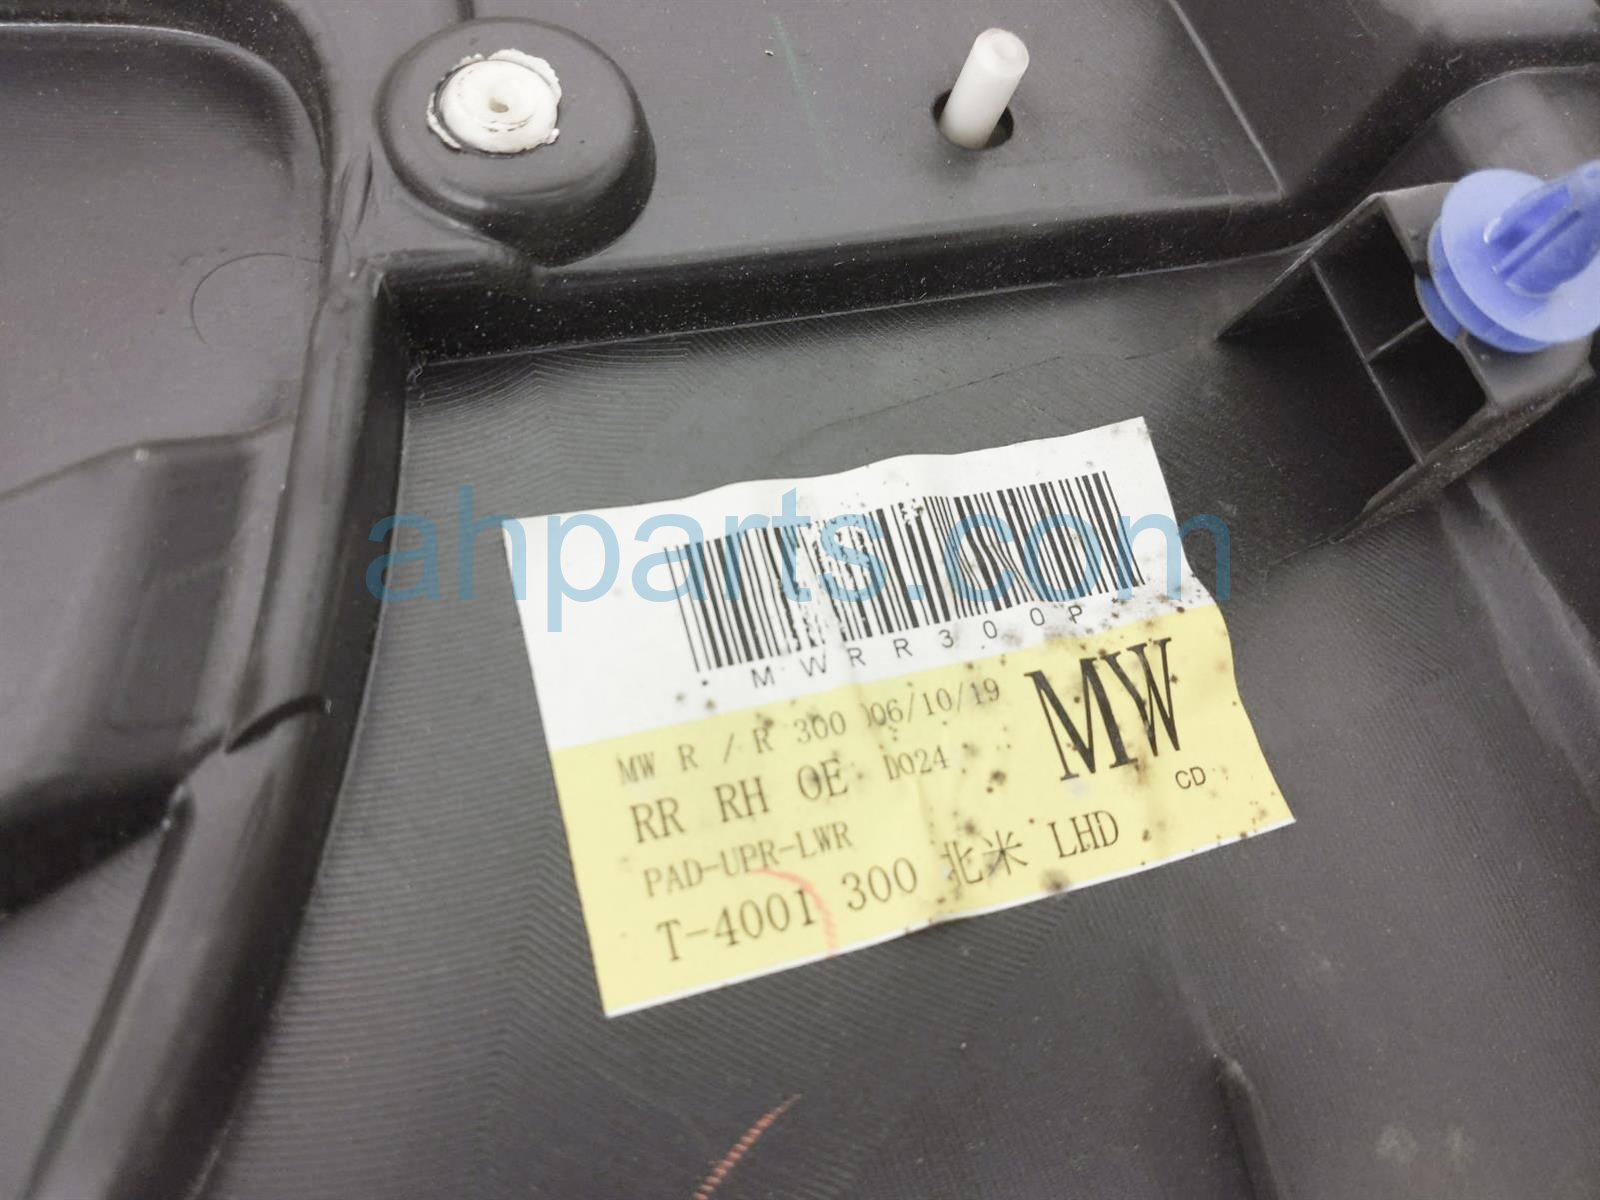 ahparts.com
MWRR300P
MW R / R 300 06/10/19
RR RH OE D024
MW
CD
PAD-UPR-LWR
T-4001 300 北米 LHD